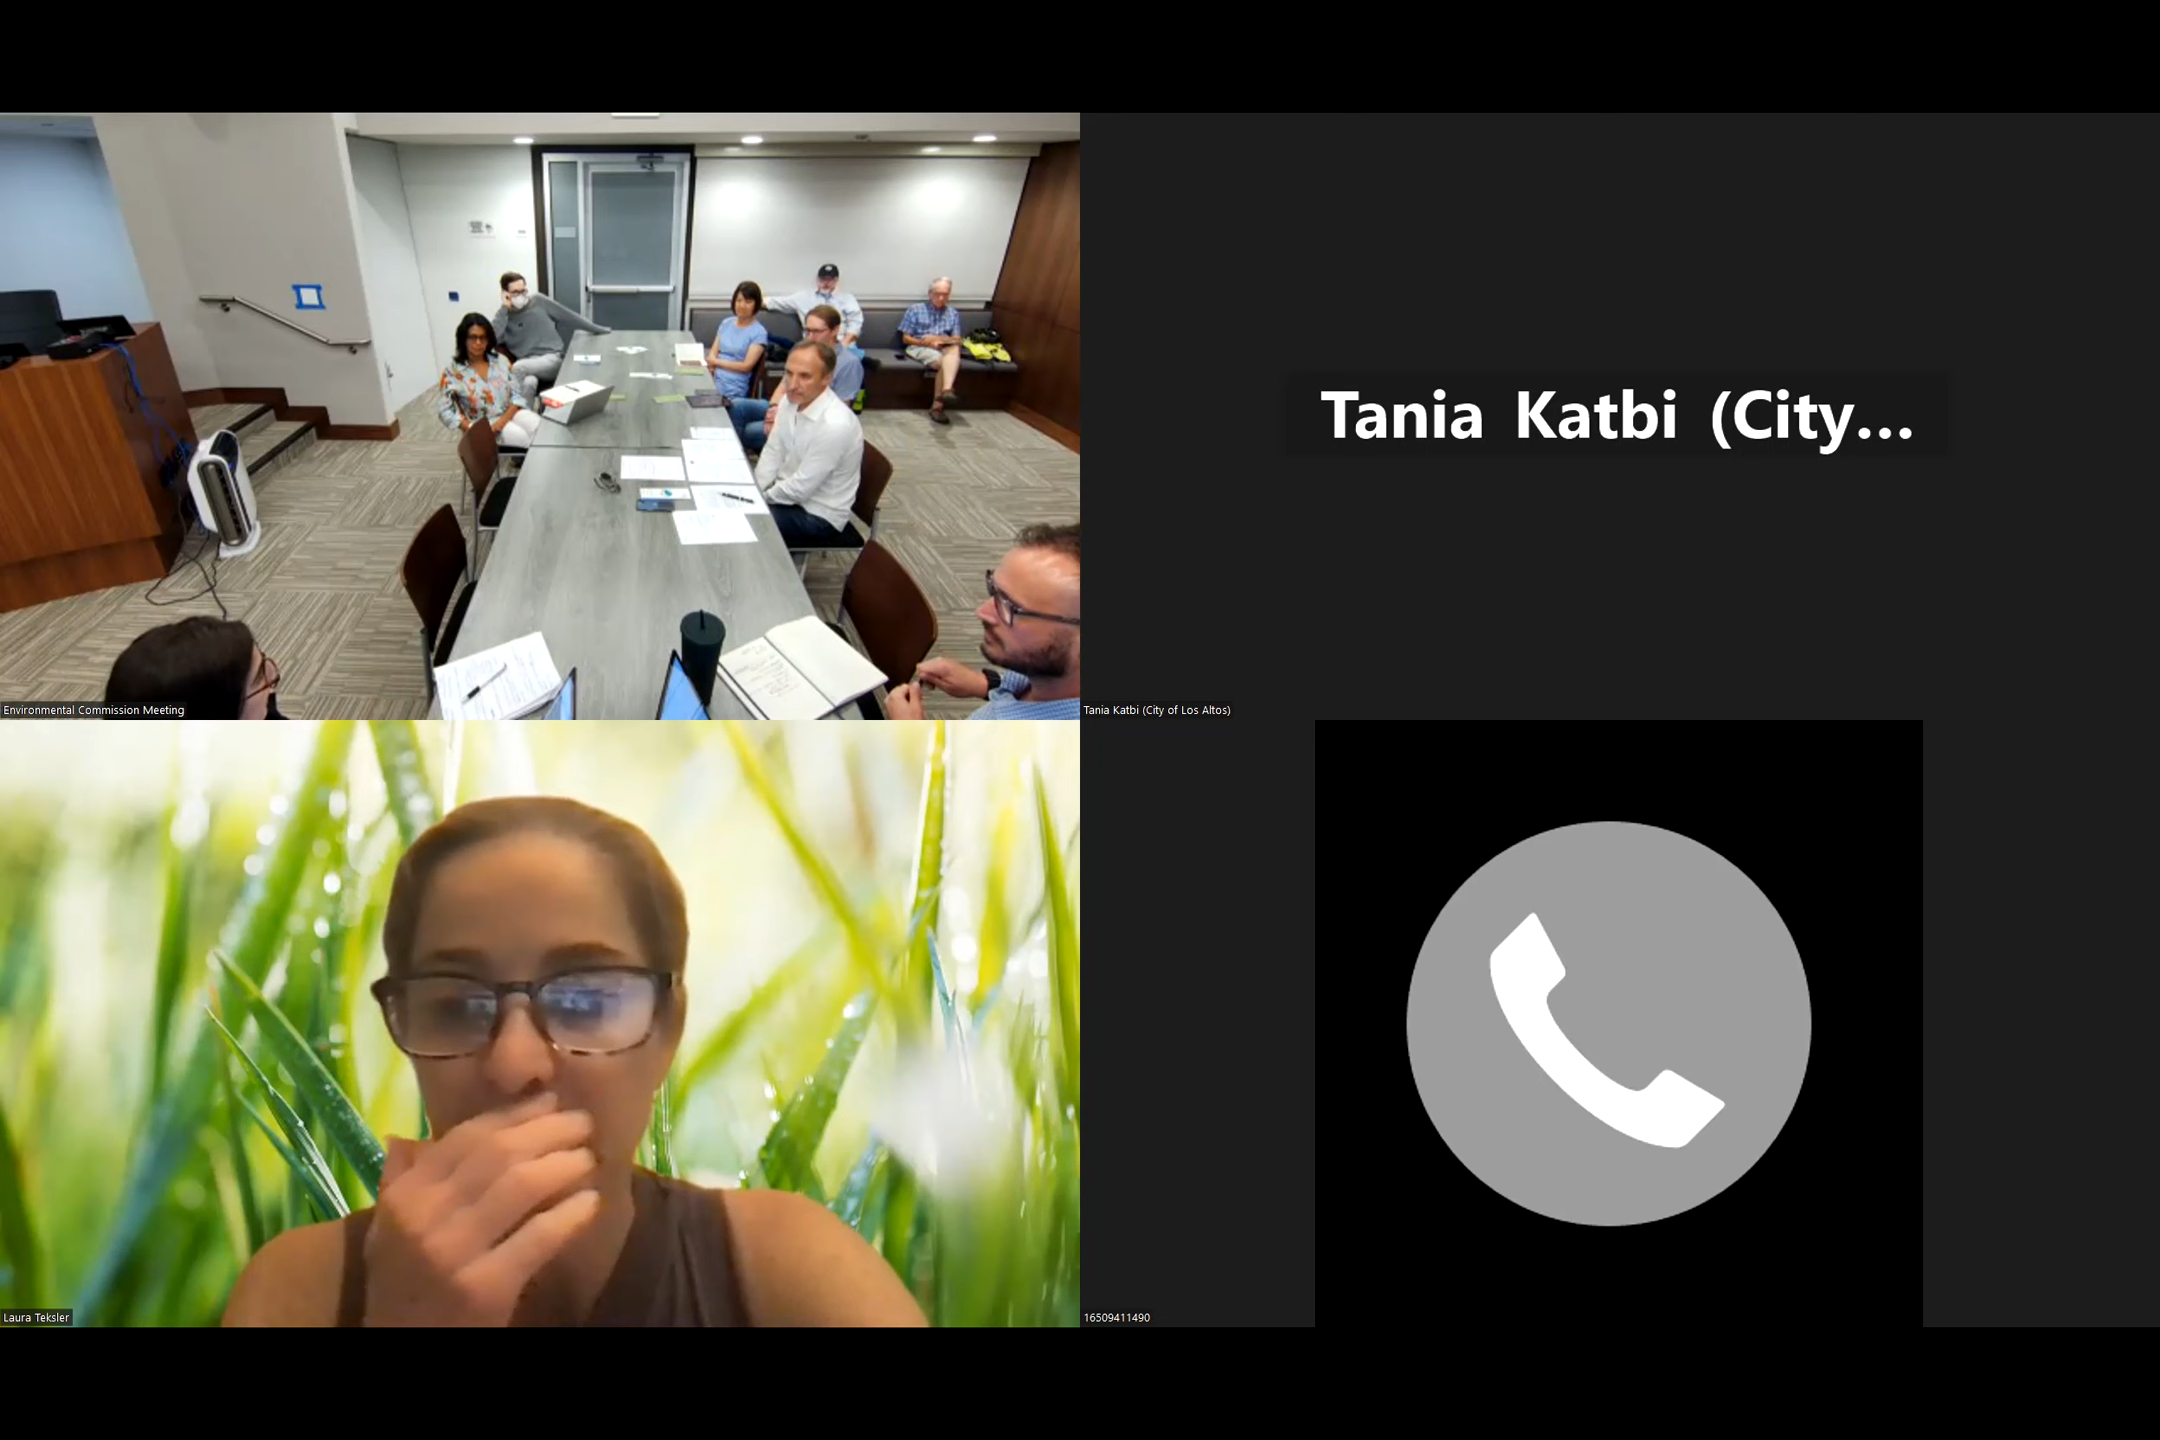 Environmental Commission Meeting
Tania Katbi (City...
Tania Katbi (City of Los Altos)
Laura Teksler
16509411490